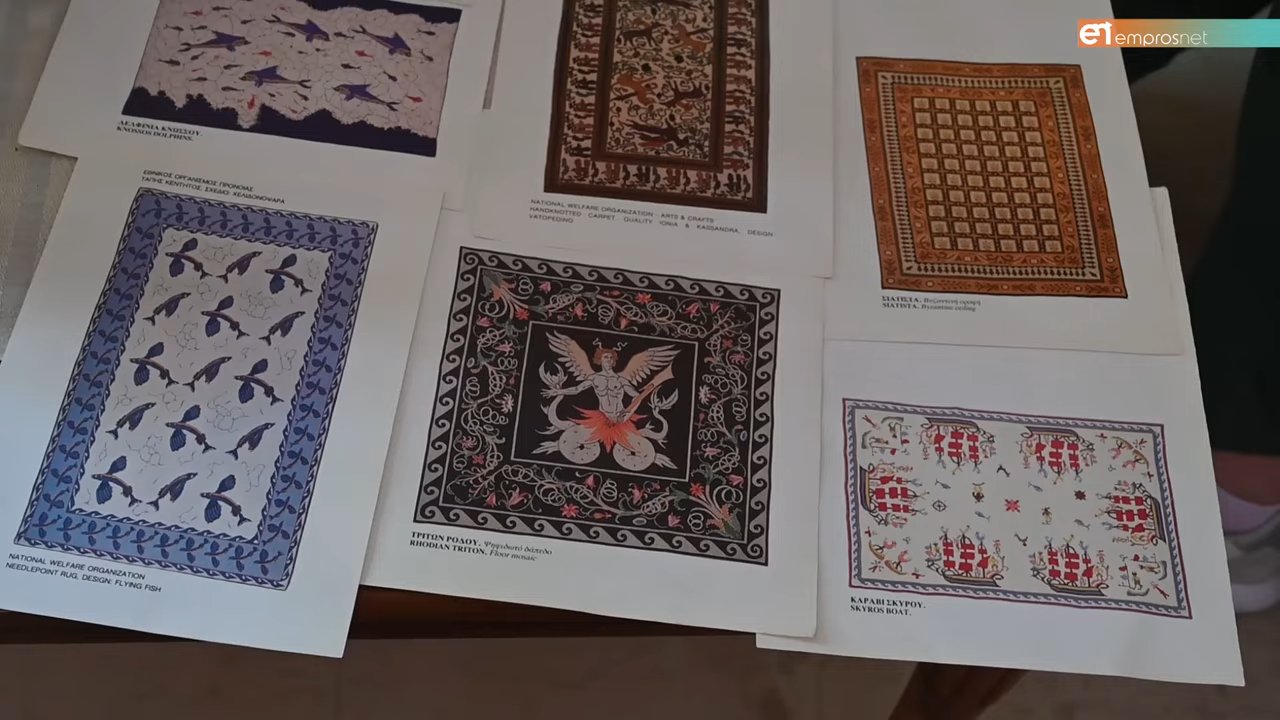 en emprosnet
ΔΕΛΦΙΝΙΑ ΚΝΩΣΣΟΥ.
KNOSSOS DOLPHINS.
NATIONAL WELFARE ORGANIZATION - ARTS & CRAFTS
HANDKNOTTED CARPET QUALITY IONIA & KASSANDRA, DESIGN
VATOPEDINO
ΣΙΑΤΙΣΤΑ. Βυζαντινή οροφή
SIATISTA. Byzantine ceiling
ΕΘΝΙΚΟΣ ΟΡΓΑΝΙΣΜΟΣ ΠΡΟΝΟΙΑΣ
ΤΑΠΗΣ ΚΕΝΤΗΤΟΣ, ΣΧΕΔΙΟ: ΧΕΛΙΔΟΝΟΨΑΡΑ
NATIONAL WELFARE ORGANIZATION
NEEDLEPOINT RUG, DESIGN: FLYING FISH
ΤΡΙΤΩΝ ΡΟΔΟΥ. Ψηφιδωτό δάπεδο
RHODIAN TRITON. Floor mosaic
ΚΑΡΑΒΙ ΣΚΥΡΟΥ.
SKYROS BOAT.